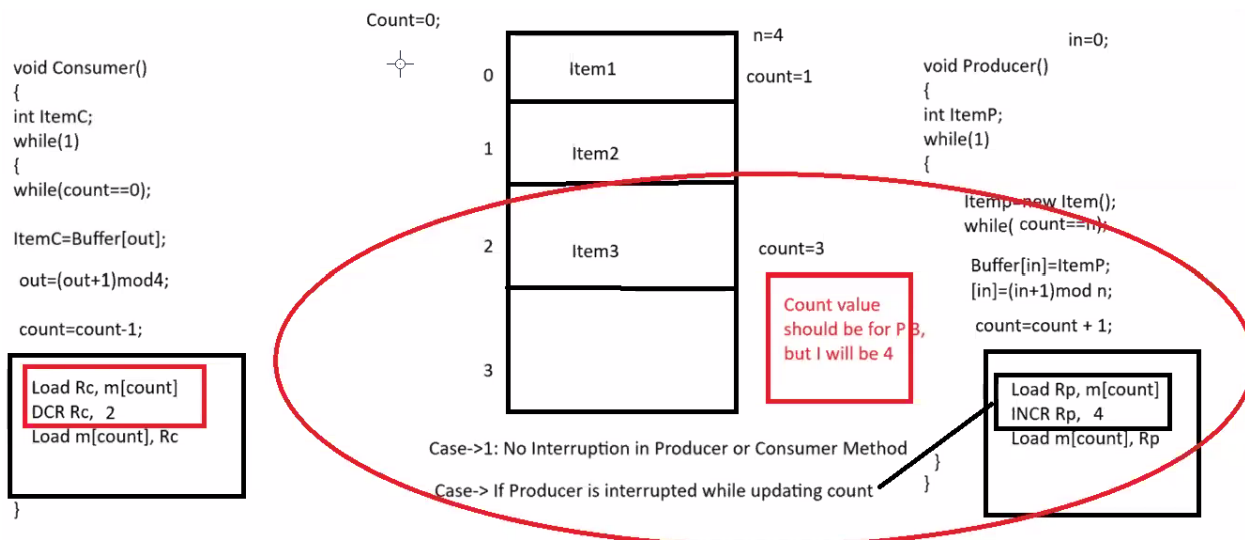 Count=0;
void Consumer()
{
int ItemC;
while(1)
{
while(count==0);
ItemC=Buffer[out];
out=(out+1)mod4;
count=count-1;
Load Rc, m[count]
DCR Rc, 2
Load m[count], Rc
}
0
Item1
1
Item2
2
Item3
3
n=4
count=1
count=3
Count value
should be for P 3,
but I will be 4
Case->1: No Interruption in Producer or Consumer Method
Case-> If Producer is interrupted while updating count
in=0;
void Producer()
{
int ItemP;
while(1)
{
Itemp=new Item();
while( count==n);
Buffer[in]=ItemP;
[in]=(in+1)mod n;
count=count + 1;
Load Rp, m[count]
INCR Rp, 4
Load m[count], Rp
}
}